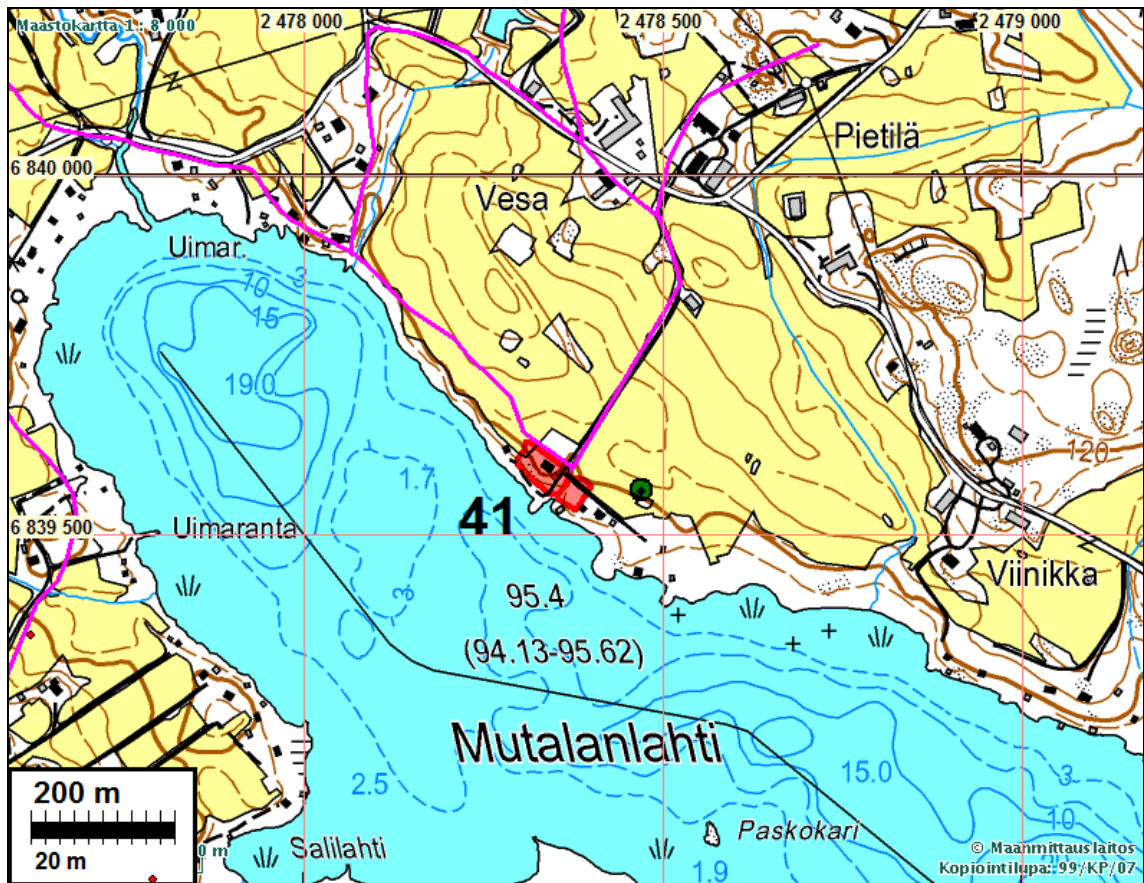 Maastokartta 1 : 8 000
2 478 000
2 478 500
2 479 000
Pietilä
6 840 000
Vesa
Uimar.
3
10
15
19.0
1.7
120
41
6 839 500
Uimaranta
Viinikka
3
95.4
(94.13-95.62)
Mutalanlahti
2.5
15.0
3
10
200 m
20 m
0 m
Salilahti
Paskokari
1.9
20
© Maanmittauslaitos
Kopiointilupa: 99/KP/07